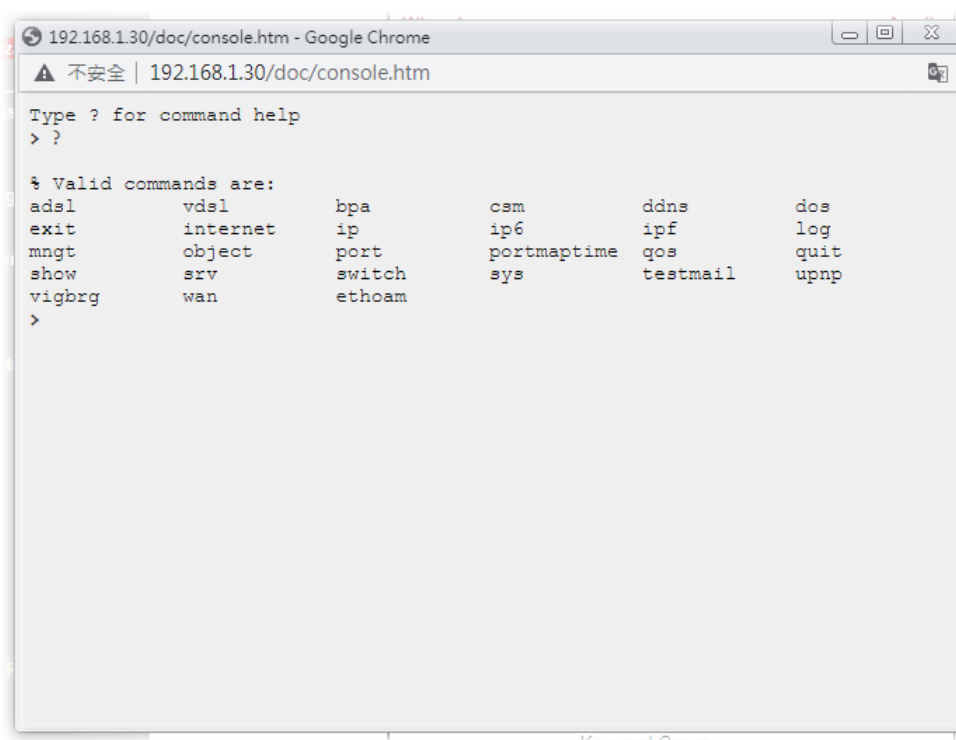 192.168.1.30/doc/console.htm - Google Chrome
不安全 | 192.168.1.30/doc/console.htm
Type ? for command help
> ?
% Valid commands are:
adsl vdsl bpa csm ddns dos
exit internet ip ip6 ipf log
mngt object port portmaptime qos quit
show srv switch sys testmail upnp
vigbrg wan ethoam
>